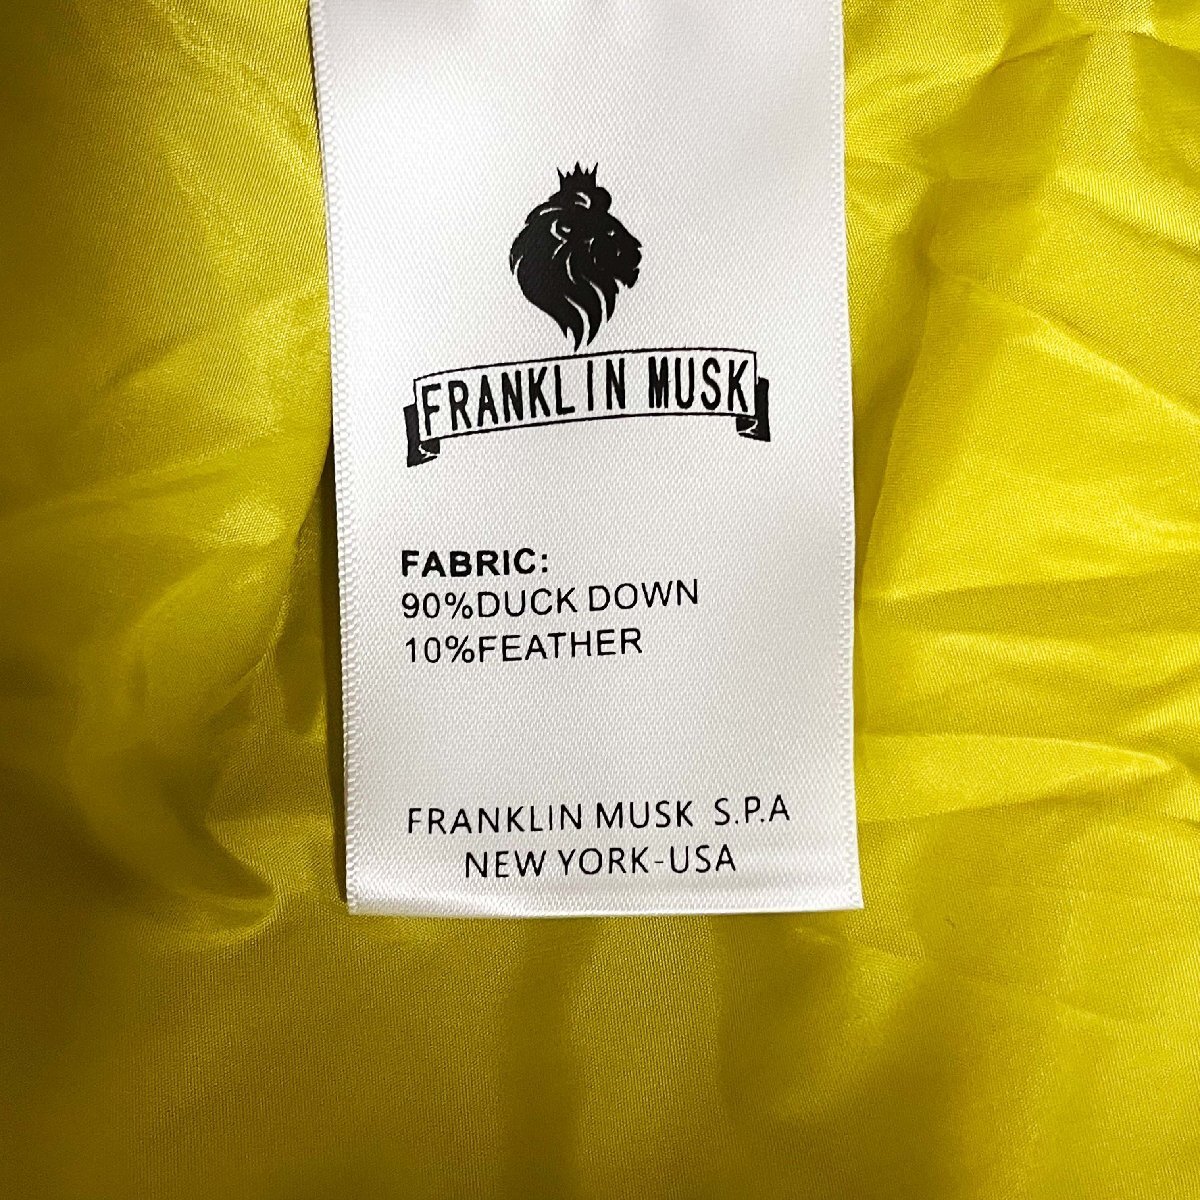 FRANKLIN MUSK
FABRIC:
90%DUCK DOWN
10%FEATHER
FRANKLIN MUSK S.P.A
NEW YORK-USA